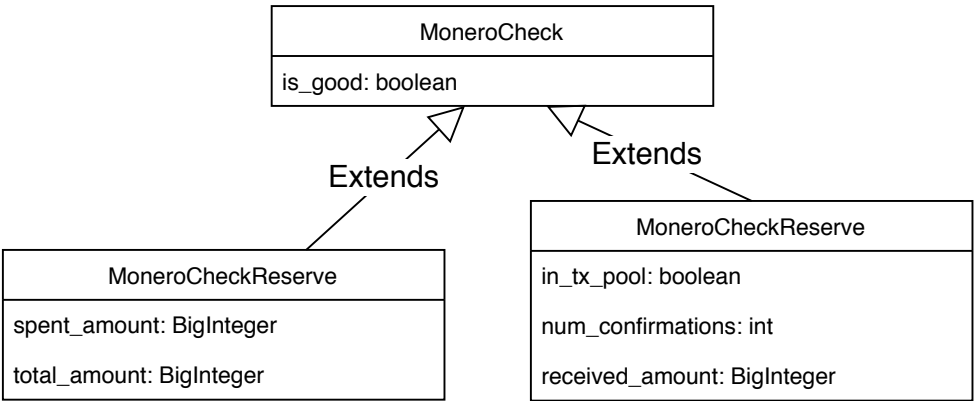 MoneroCheck
is_good: boolean
Extends
Extends
MoneroCheckReserve
spent_amount: BigInteger
total_amount: BigInteger
MoneroCheckReserve
in_tx_pool: boolean
num_confirmations: int
received_amount: BigInteger